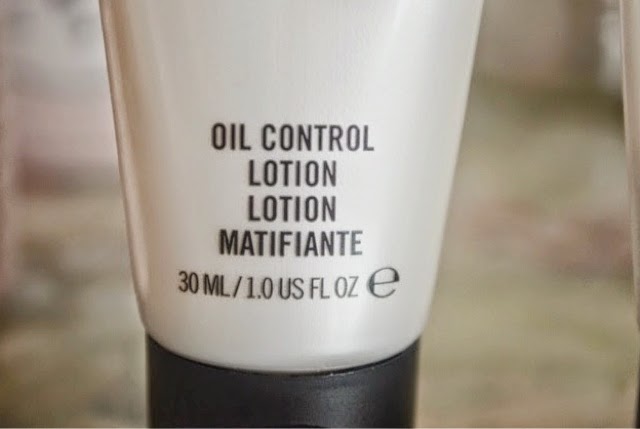 OIL CONTROL
LOTION
LOTION
MATIFIANTE
30 ML / 1.0 US FL OZ ℮